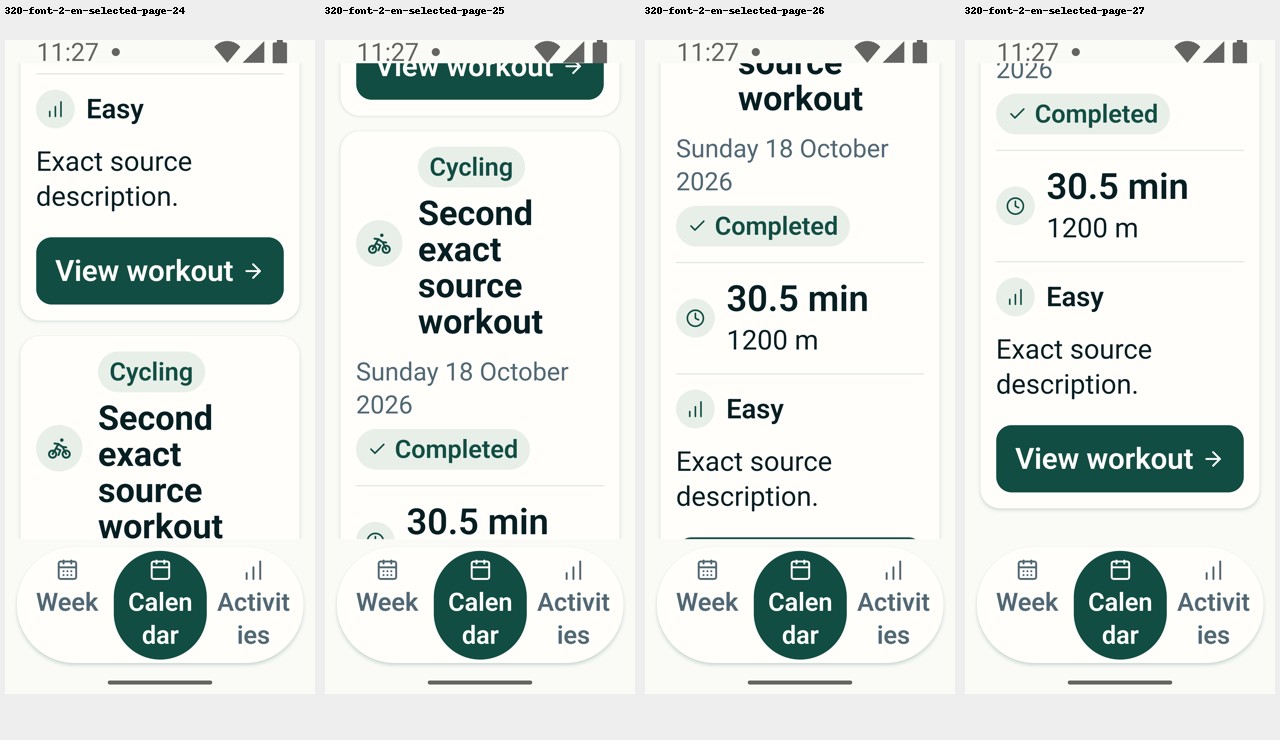 320-font-2-en-selected-page-24
11:27
Easy
Exact source
description.
View workout
Cycling
Second
exact
source
workout
Week
Calen
dar
Activit
ies
320-font-2-en-selected-page-25
11:27
View workout
Cycling
Second
exact
source
workout
Sunday 18 October
2026
Completed
30.5 min
Week
Calen
dar
Activit
ies
320-font-2-en-selected-page-26
11:27
source
workout
Sunday 18 October
2026
Completed
30.5 min
1200 m
Easy
Exact source
description.
Week
Calen
dar
Activit
ies
320-font-2-en-selected-page-27
11:27
2026
Completed
30.5 min
1200 m
Easy
Exact source
description.
View workout
Week
Calen
dar
Activit
ies